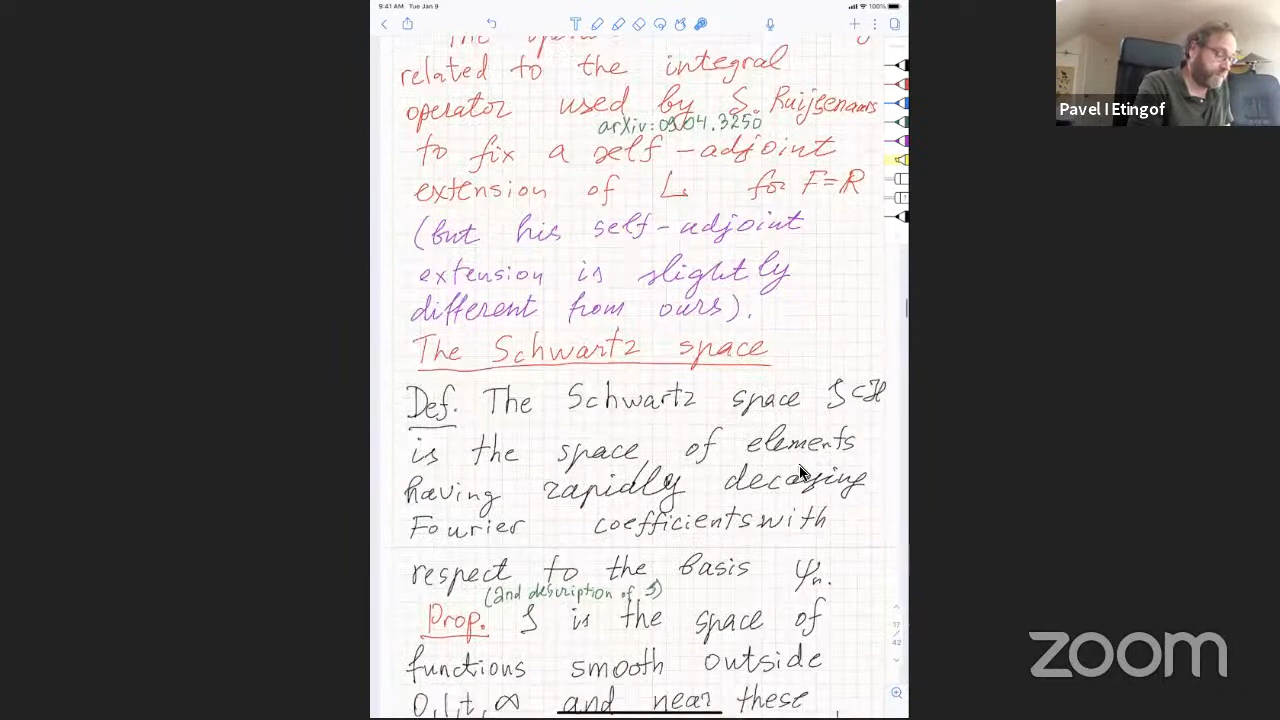 9:41 AM Tue Jan 9
100%
related to the integral
operator used by S. Ruijsenaars
arXiv:0904.3250
to fix a self-adjoint
extension of L for F=R
(but his self-adjoint
extension is slightly
different from ours).
The Schwartz space
Def. The Schwartz space S⊂H
is the space of elements
having rapidly decaying
Fourier coefficients with
respect to the basis ψn.
(2nd description of S)
Prop. S is the space of
functions smooth outside
0,1,t,∞ and near these
17
42
Pavel I Etingof
zoom